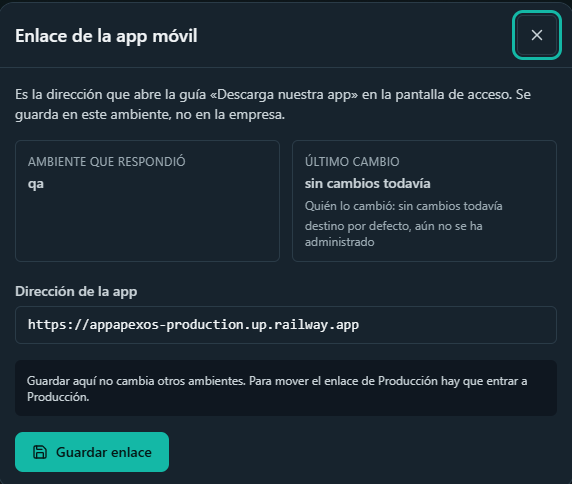 Enlace de la app móvil
Es la dirección que abre la guía «Descarga nuestra app» en la pantalla de acceso. Se
guarda en este ambiente, no en la empresa.
AMBIENTE QUE RESPONDIÓ
qa
ÚLTIMO CAMBIO
sin cambios todavía
Quién lo cambió: sin cambios todavía
destino por defecto, aún no se ha
administrado
Dirección de la app
https://appapexos-production.up.railway.app
Guardar aquí no cambia otros ambientes. Para mover el enlace de Producción hay que entrar a
Producción.
Guardar enlace